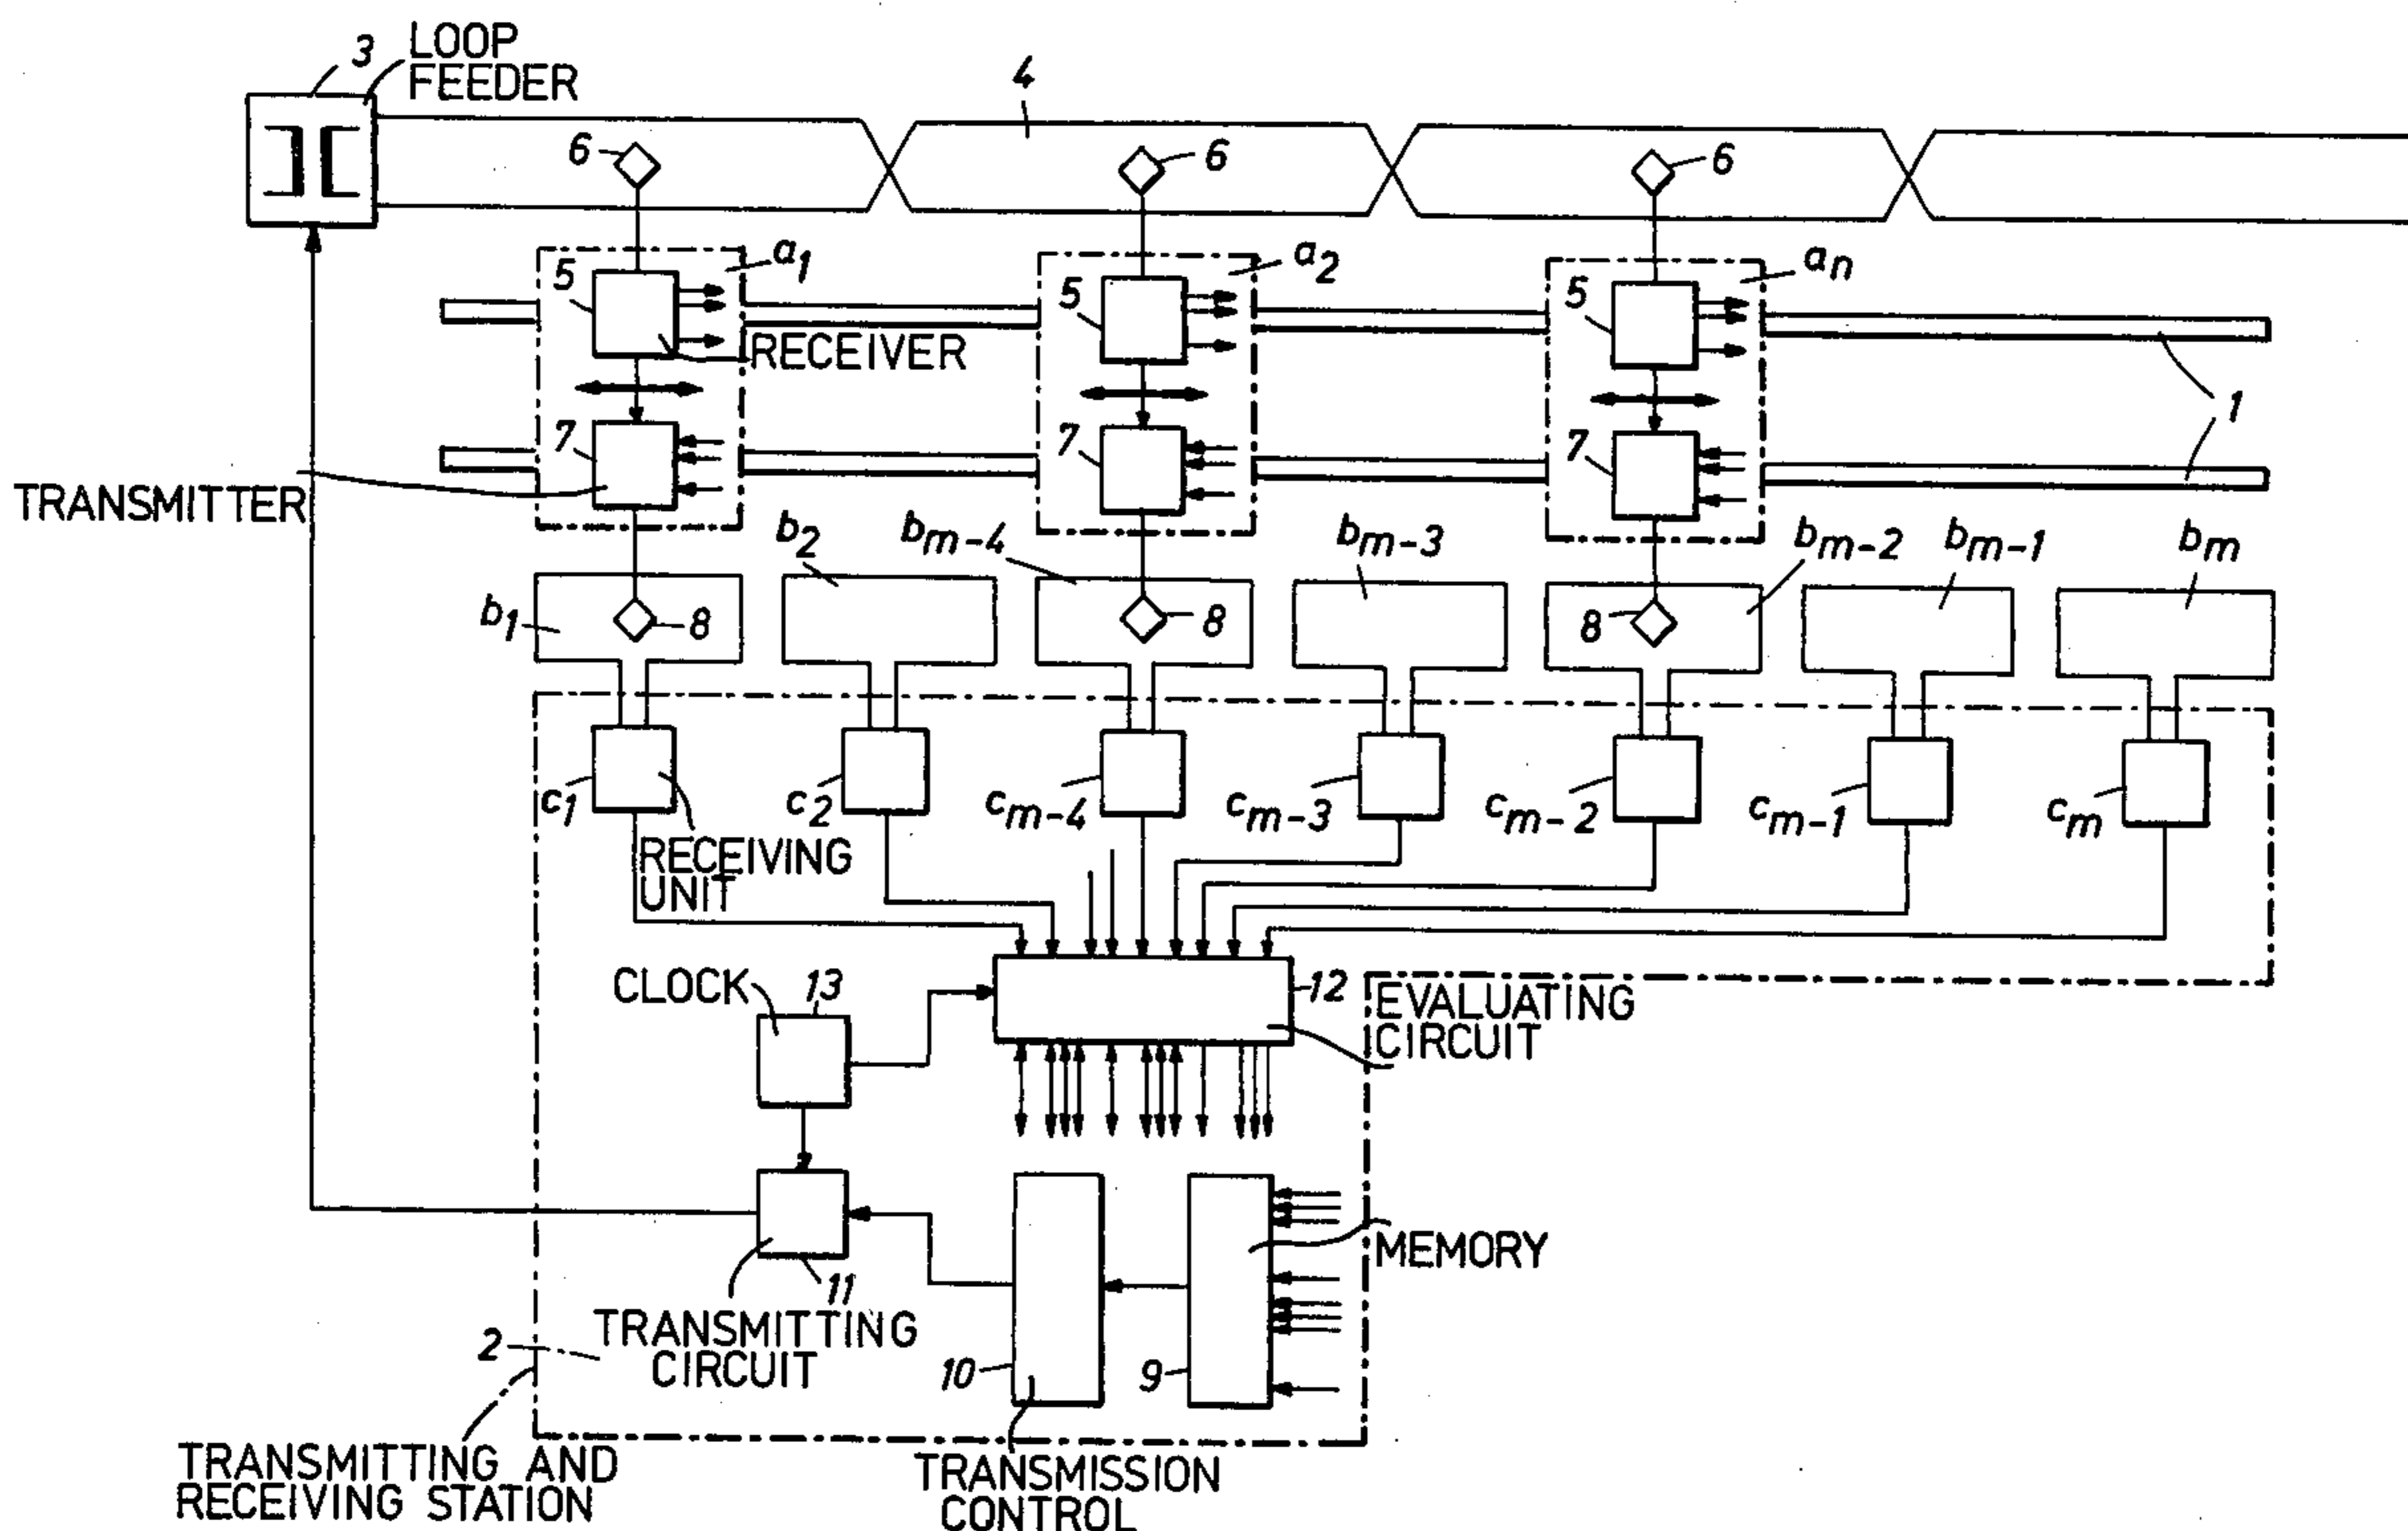 3 LOOP
FEEDER
4
6 6 6
a1 a2 an
5 5 5
RECEIVER
1
7 7 7
TRANSMITTER
b1 b2 bm-4 bm-3 bm-2 bm-1 bm
8 8 8
c1 c2 cm-4 cm-3 cm-2 cm-1 cm
RECEIVING
UNIT
CLOCK 13
12 EVALUATING
CIRCUIT
MEMORY
11
TRANSMITTING
CIRCUIT
2
10 9
TRANSMITTING AND
RECEIVING STATION
TRANSMISSION
CONTROL